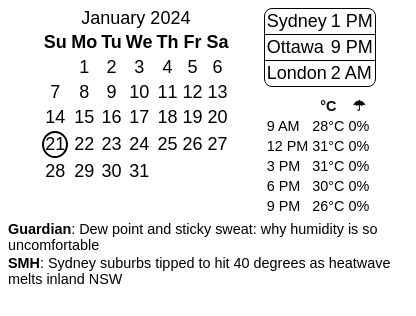 January 2024
Su Mo Tu We Th Fr Sa
1 2 3 4 5 6
7 8 9 10 11 12 13
14 15 16 17 18 19 20
21 22 23 24 25 26 27
28 29 30 31
Sydney 1 PM
Ottawa 9 PM
London 2 AM
°C ☂
9 AM 28°C 0%
12 PM 31°C 0%
3 PM 31°C 0%
6 PM 30°C 0%
9 PM 26°C 0%
Guardian: Dew point and sticky sweat: why humidity is so
uncomfortable
SMH: Sydney suburbs tipped to hit 40 degrees as heatwave
melts inland NSW